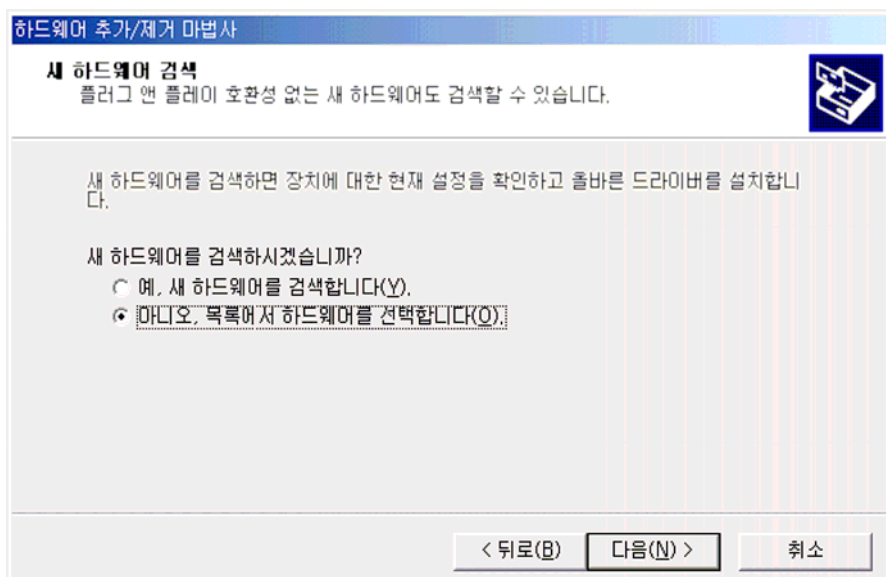 하드웨어 추가/제거 마법사
새 하드웨어 검색
플러그 앤 플레이 호환성 없는 새 하드웨어도 검색할 수 있습니다.
새 하드웨어를 검색하면 장치에 대한 현재 설정을 확인하고 올바른 드라이버를 설치합니
다.
새 하드웨어를 검색하시겠습니까?
예, 새 하드웨어를 검색합니다(Y).
아니오, 목록에서 하드웨어를 선택합니다(O).
< 뒤로(B) 다음(N) > 취소